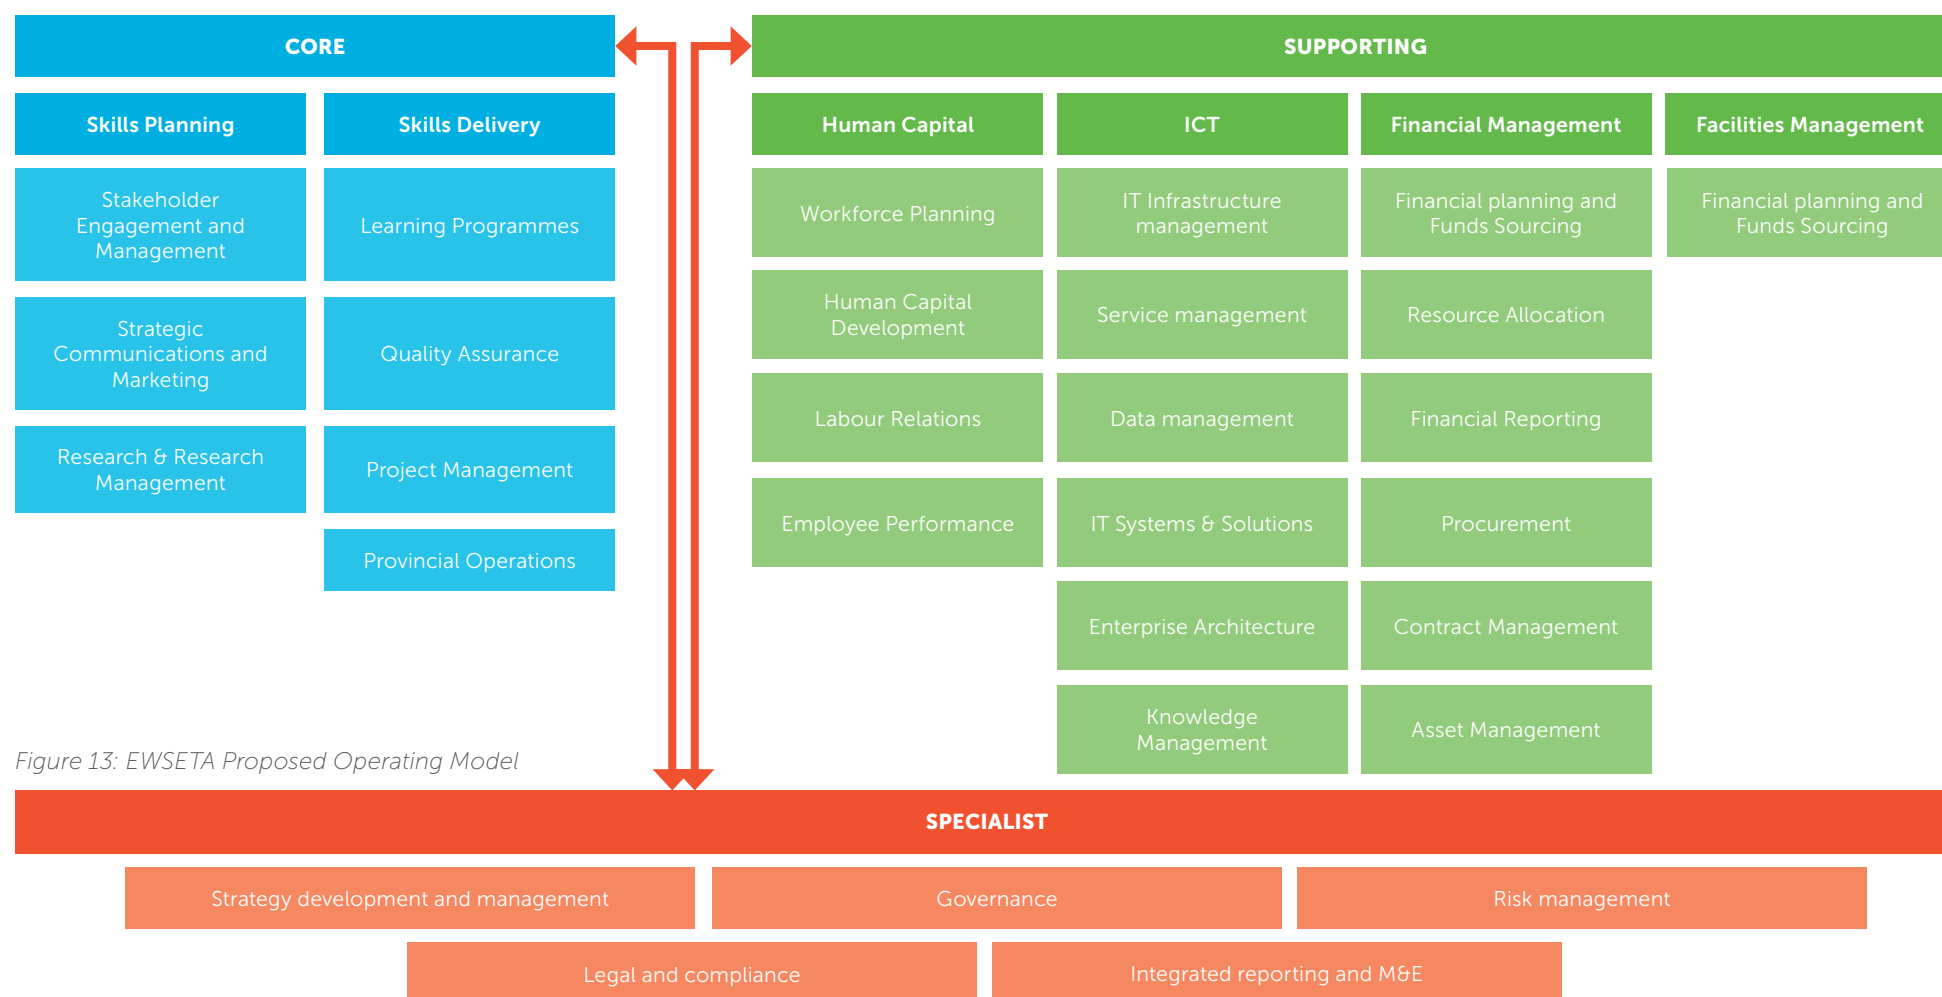 CORE
SUPPORTING
Skills Planning
Skills Delivery
Human Capital
ICT
Financial Management
Facilities Management
Stakeholder
Engagement and
Management
Learning Programmes
Workforce Planning
IT Infrastructure
management
Financial planning and
Funds Sourcing
Financial planning and
Funds Sourcing
Strategic
Communications and
Marketing
Quality Assurance
Human Capital
Development
Service management
Resource Allocation
Research & Research
Management
Project Management
Labour Relations
Data management
Financial Reporting
Provincial Operations
Employee Performance
IT Systems & Solutions
Procurement
Enterprise Architecture
Contract Management
Knowledge
Management
Asset Management
Figure 13: EWSETA Proposed Operating Model
SPECIALIST
Strategy development and management
Governance
Risk management
Legal and compliance
Integrated reporting and M&E